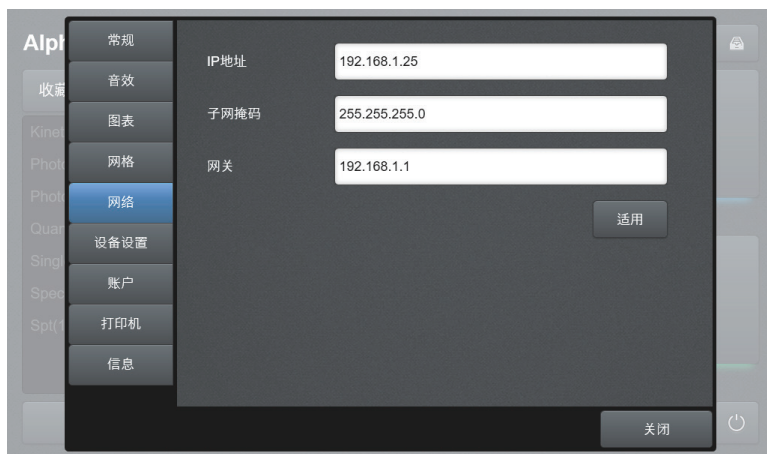 Alph
收藏
Kinet
Photo
Photo
Quan
Singl
Spec
Spt(1
常规
音效
图表
网格
网络
设备设置
账户
打印机
信息
IP地址 192.168.1.25
子网掩码 255.255.255.0
网关 192.168.1.1
适用
关闭